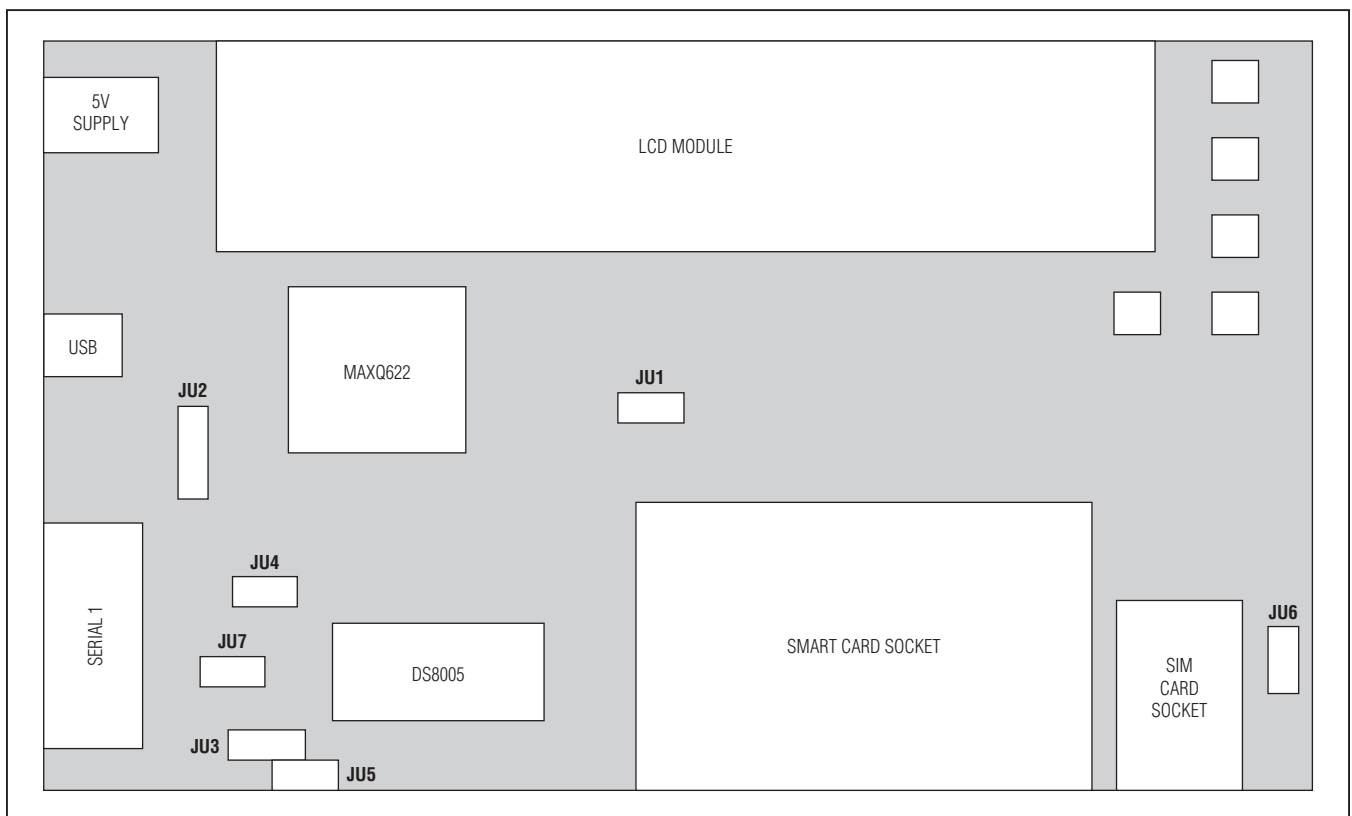 5V
SUPPLY
LCD MODULE
USB
MAXQ622
JU1
JU2
SERIAL 1
JU4
JU7
DS8005
SMART CARD SOCKET
SIM
CARD
SOCKET
JU6
JU3
JU5